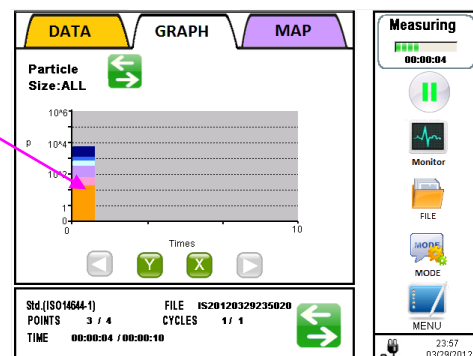 DATA
GRAPH
MAP
Particle
Size:ALL
10^6
p
10^4
10^2
1
0
0
10
Times
Y
X
Std.(ISO14644-1)
FILE IS20120329235020
POINTS 3 / 4
CYCLES 1/ 1
TIME 00:00:04 / 00:00:10
Measuring
00:00:04
Monitor
FILE
MODE
MODE
MENU
23:57
03/29/2012